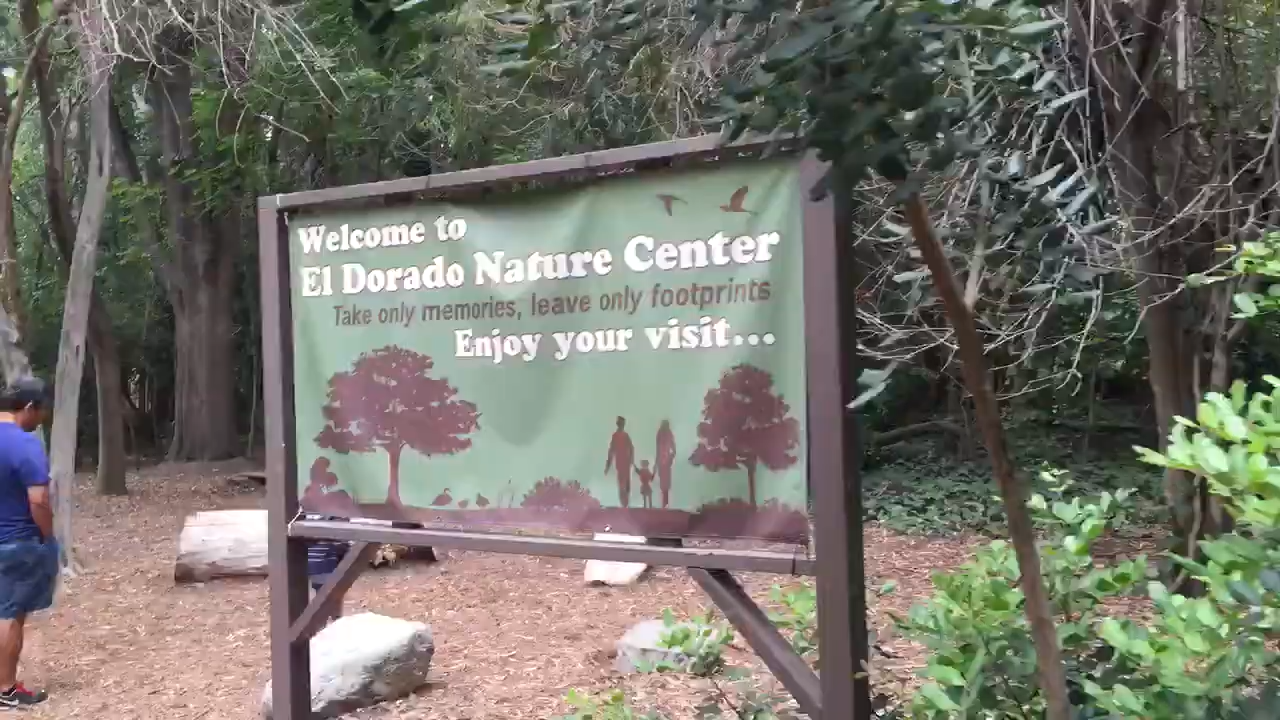 Welcome to
El Dorado Nature Center
Take only memories, leave only footprints
Enjoy your visit...